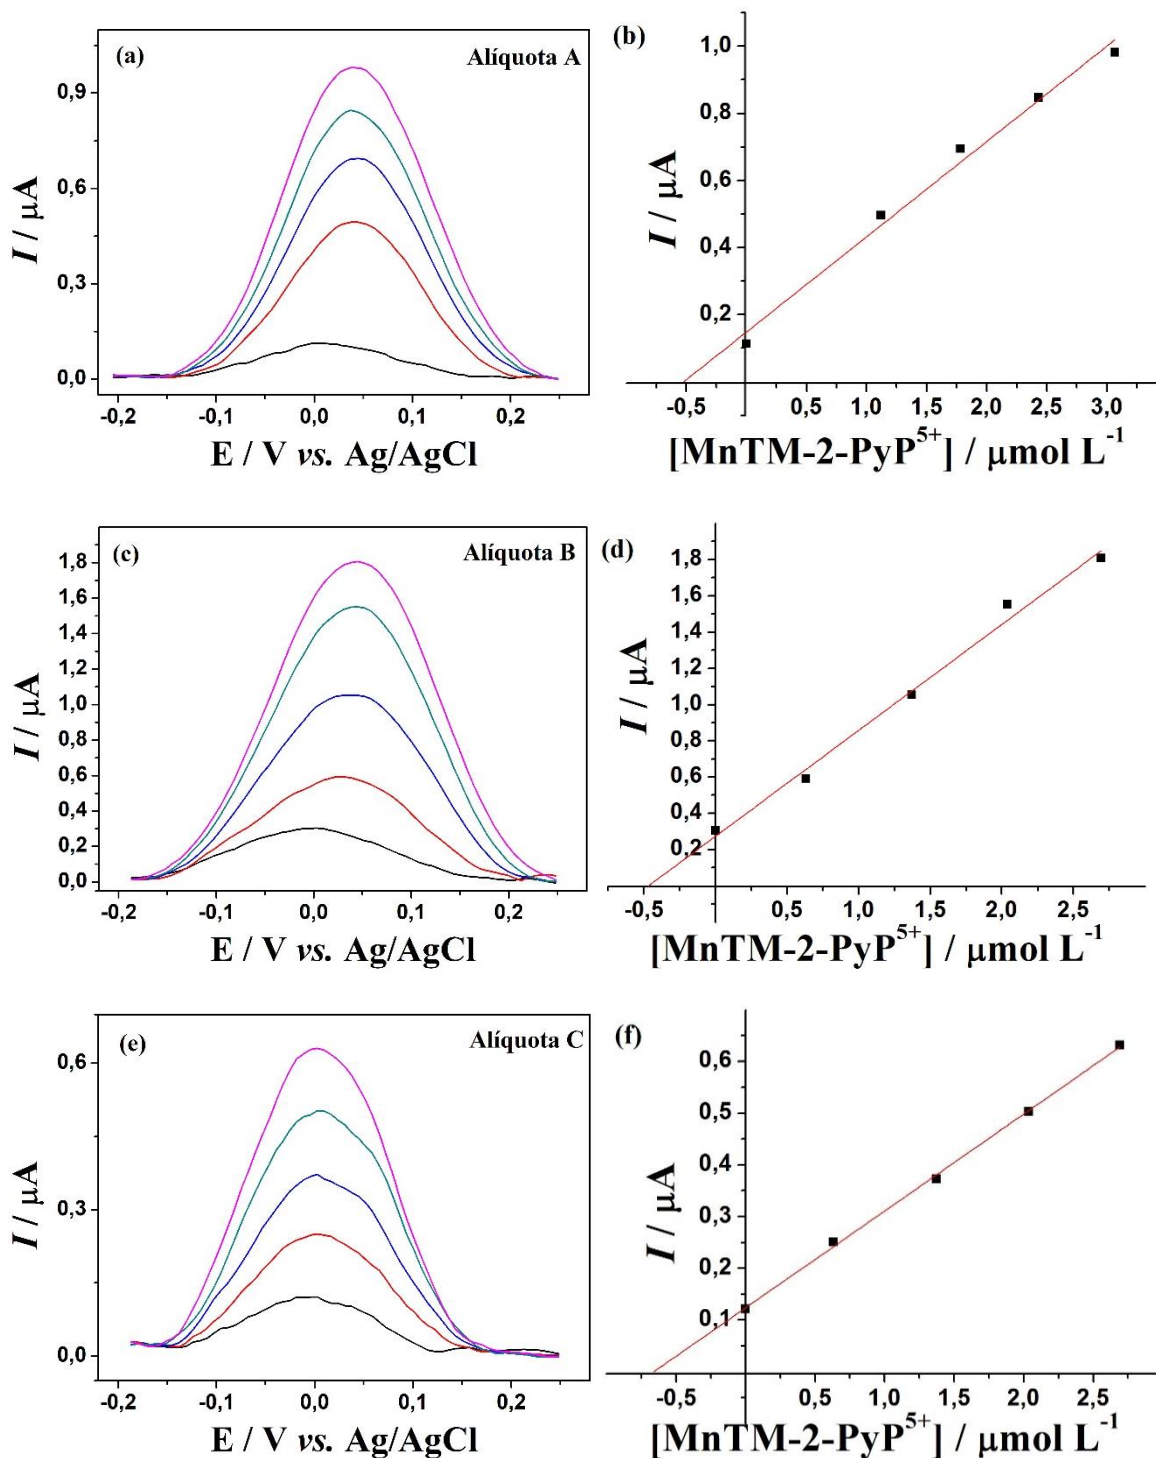 (a)
Alíquota A
0,9
0,6
0,3
0,0
-0,2 -0,1 0,0 0,1 0,2
I / μA
E / V vs. Ag/AgCl
(b)
1,0
0,8
0,6
0,4
0,2
-0,5 0,5 1,0 1,5 2,0 2,5 3,0
I / μA
[MnTM-2-PyP5+] / μmol L-1
(c)
Alíquota B
1,8
1,6
1,4
1,2
1,0
0,8
0,6
0,4
0,2
0,0
-0,2 -0,1 0,0 0,1 0,2
I / μA
E / V vs. Ag/AgCl
(d)
1,8
1,6
1,4
1,2
1,0
0,8
0,6
0,4
0,2
-0,5 0,5 1,0 1,5 2,0 2,5
I / μA
[MnTM-2-PyP5+] / μmol L-1
(e)
Alíquota C
0,6
0,3
0,0
-0,2 -0,1 0,0 0,1 0,2
I / μA
E / V vs. Ag/AgCl
(f)
0,6
0,5
0,4
0,3
0,2
0,1
-0,5 0,5 1,0 1,5 2,0 2,5
I / μA
[MnTM-2-PyP5+] / μmol L-1